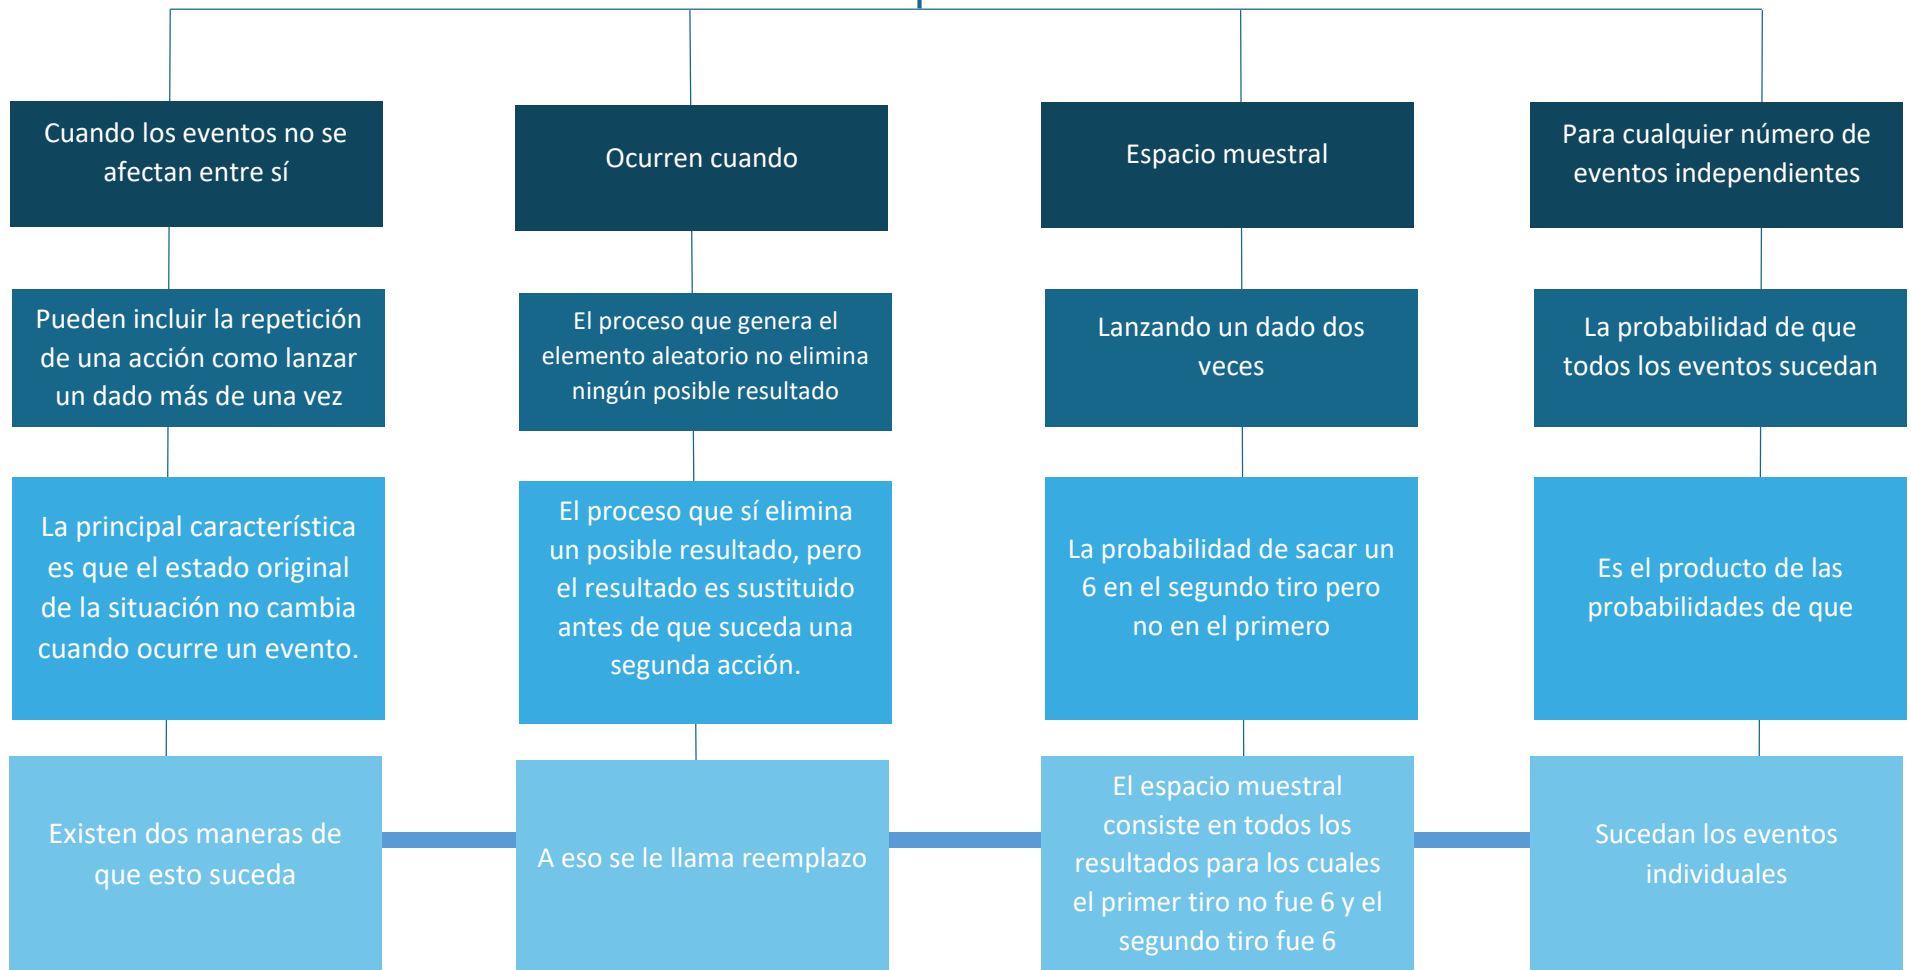 Cuando los eventos no se
afectan entre sí
Pueden incluir la repetición
de una acción como lanzar
un dado más de una vez
La principal característica
es que el estado original
de la situación no cambia
cuando ocurre un evento.
Existen dos maneras de
que esto suceda
Ocurren cuando
El proceso que genera el
elemento aleatorio no elimina
ningún posible resultado
El proceso que sí elimina
un posible resultado, pero
el resultado es sustituido
antes de que suceda una
segunda acción.
A eso se le llama reemplazo
Espacio muestral
Lanzando un dado dos
veces
La probabilidad de sacar un
6 en el segundo tiro pero
no en el primero
El espacio muestral
consiste en todos los
resultados para los cuales
el primer tiro no fue 6 y el
segundo tiro fue 6
Para cualquier número de
eventos independientes
La probabilidad de que
todos los eventos sucedan
Es el producto de las
probabilidades de que
Sucedan los eventos
individuales